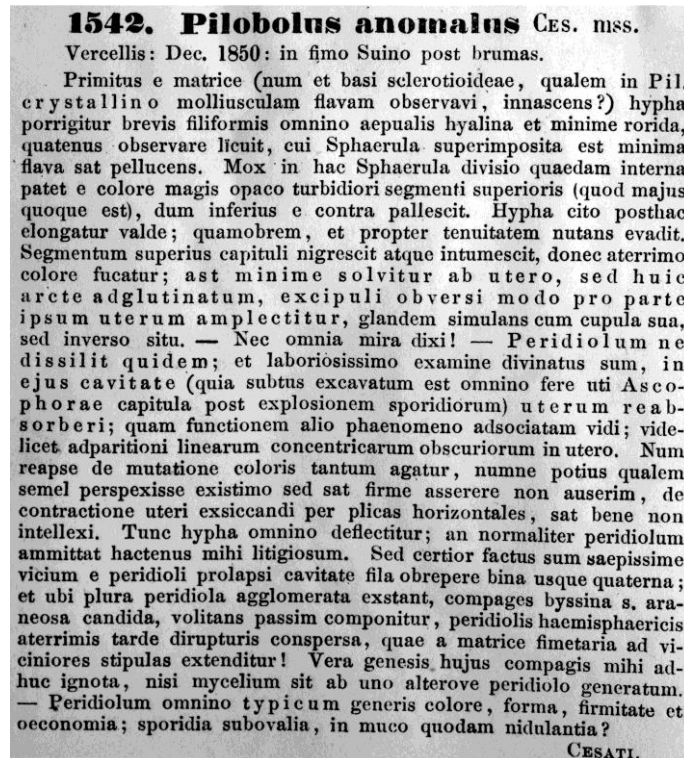 1542. Pilobolus anomalus CES. mss.
Vercellis: Dec. 1850: in fimo Suino post brumas.
Primitus e matrice (num et basi sclerotioideae, qualem in Pil.
crystallino molliusculam flavam observavi, innascens?) hypha
porrigitur brevis filiformis omnino aepualis hyalina et minime rorida,
quatenus observare licuit, cui Sphaerula superimposita est minima
flava sat pellucens. Mox in hac Sphaerula divisio quaedam interna
patet e colore magis opaco turbidiori segmenti superioris (quod majus
quoque est), dum inferius e contra pallescit. Hypha cito posthac
elongatur valde; quamobrem, et propter tenuitatem nutans evadit.
Segmentum superius capituli nigrescit atque intumescit, donec aterrimo
colore fucatur; ast minime solvitur ab utero, sed huic
arcte adglutinatum, excipuli obversi modo pro parte
ipsum uterum amplectitur, glandem simulans cum cupula sua,
sed inverso situ. — Nec omnia mira dixi! — Peridiolum ne
dissilit quidem; et laboriosissimo examine divinatus sum, in
ejus cavitate (quia subtus excavatum est omnino fere uti Asco-
phorae capitula post explosionem sporidiorum) uterum reab-
sorberi; quam functionem alio phaenomeno adsociatam vidi; vide-
licet adparitioni linearum concentricarum obscuriorum in utero. Num
reapse de mutatione coloris tantum agatur, numne potius qualem
semel perspexisse existimo sed sat firme asserere non auserim, de
contractione uteri exsiccandi per plicas horizontales, sat bene non
intellexi. Tunc hypha omnino deflectitur; an normaliter peridiolum
ammittat hactenus mihi litigiosum. Sed certior factus sum saepissime
vicium e peridioli prolapsi cavitate fila obrepere bina usque quaterna;
et ubi plura peridiola agglomerata exstant, compages byssina s. ara-
neosa candida, volitans passim componitur, peridiolis haemisphaericis
aterrimis tarde dirupturis conspersa, quae a matrice fimetaria ad vi-
ciniores stipulas extenditur! Vera genesis hujus compagis mihi ad-
huc ignota, nisi mycelium sit ab uno alterove peridiolo generatum.
— Peridiolum omnino typicum generis colore, forma, firmitate et
oeconomia; sporidia subovalia, in muco quodam nidulantia?
CESATI.